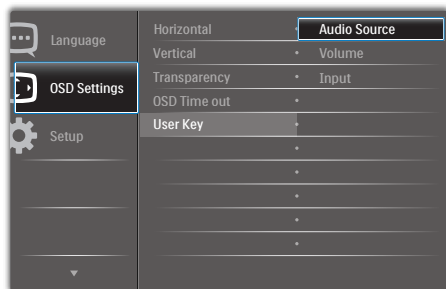 Language
OSD Settings
Setup
Horizontal
Vertical
Transparency
OSD Time out
User Key
Audio Source
Volume
Input